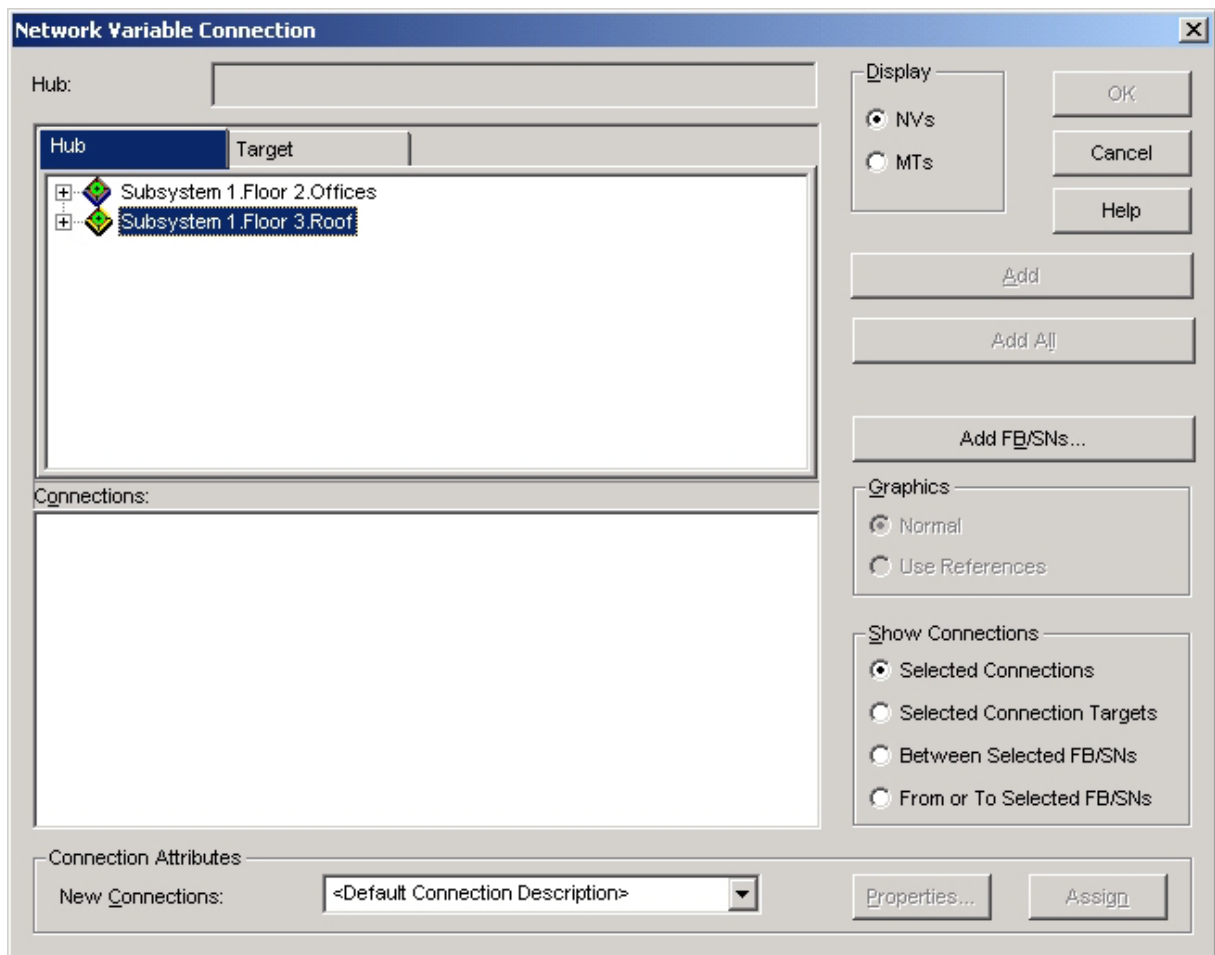 Network Variable Connection
Hub:
Hub Target
Subsystem 1.Floor 2.Offices
Subsystem 1.Floor 3.Roof
Connections:
Display
NVs
MTs
OK
Cancel
Help
Add
Add All
Add FB/SNs...
Graphics
Normal
Use References
Show Connections
Selected Connections
Selected Connection Targets
Between Selected FB/SNs
From or To Selected FB/SNs
Connection Attributes
New Connections: <Default Connection Description> Properties... Assign